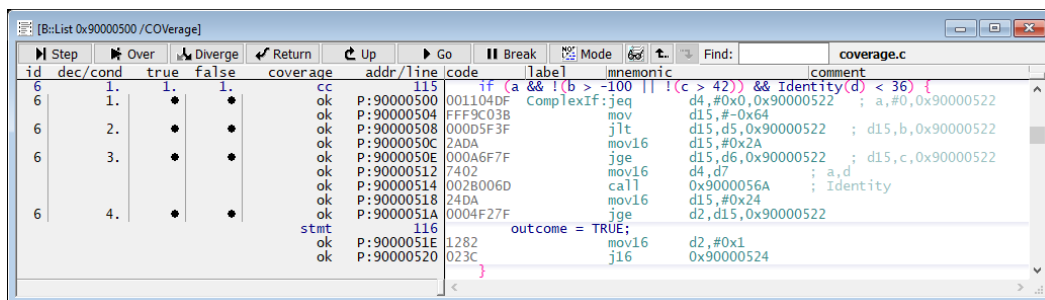 [B::List 0x90000500 /COVerage]
Step Over Diverge Return Up Go Break Mode Find: coverage.c
id dec/cond true false coverage addr/line code label mnemonic comment
6 1. 1. 1. cc 115 if (a && !(b > -100 || !(c > 42)) && Identity(d) < 36) {
6 1. ● ● ok P:90000500 001104DF ComplexIf:jeq d4,#0x0,0x90000522 ; a,#0,0x90000522
ok P:90000504 FFF9C03B mov d15,#-0x64
6 2. ● ● ok P:90000508 000D5F3F jlt d15,d5,0x90000522 ; d15,b,0x90000522
ok P:9000050C 2ADA mov16 d15,#0x2A
6 3. ● ● ok P:9000050E 000A6F7F jge d15,d6,0x90000522 ; d15,c,0x90000522
ok P:90000512 7402 mov16 d4,d7 ; a,d
ok P:90000514 002B006D call 0x9000056A ; Identity
ok P:90000518 24DA mov16 d15,#0x24
6 4. ● ● ok P:9000051A 0004F27F jge d2,d15,0x90000522
stmt 116 outcome = TRUE;
ok P:9000051E 1282 mov16 d2,#0x1
ok P:90000520 023C j16 0x90000524
}